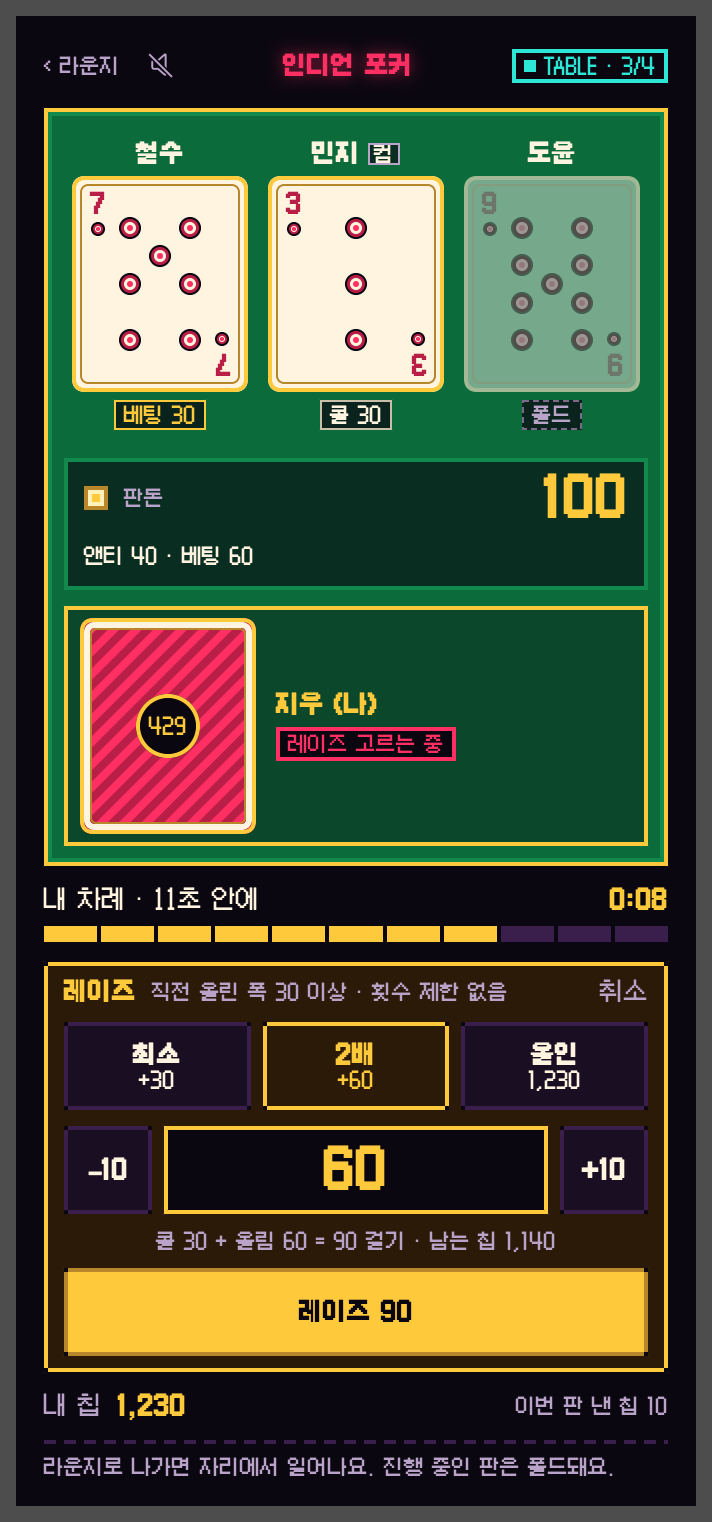 ‹ 라운지
인디언 포커
TABLE · 3/4
철수 민지 컴 도윤
7 3 9
7 3 9
베팅 30 콜 30 폴드
판돈 100
앤티 40 · 베팅 60
429
지우 (나)
레이즈 고르는 중
내 차례 · 11초 안에 0:08
레이즈 직전 올린 폭 30 이상 · 횟수 제한 없음 취소
최소 2배 올인
+30 +60 1,230
-10 60 +10
콜 30 + 올림 60 = 90 걸기 · 남는 칩 1,140
레이즈 90
내 칩 1,230 이번 판 낸 칩 10
라운지로 나가면 자리에서 일어나요. 진행 중인 판은 폴드돼요.